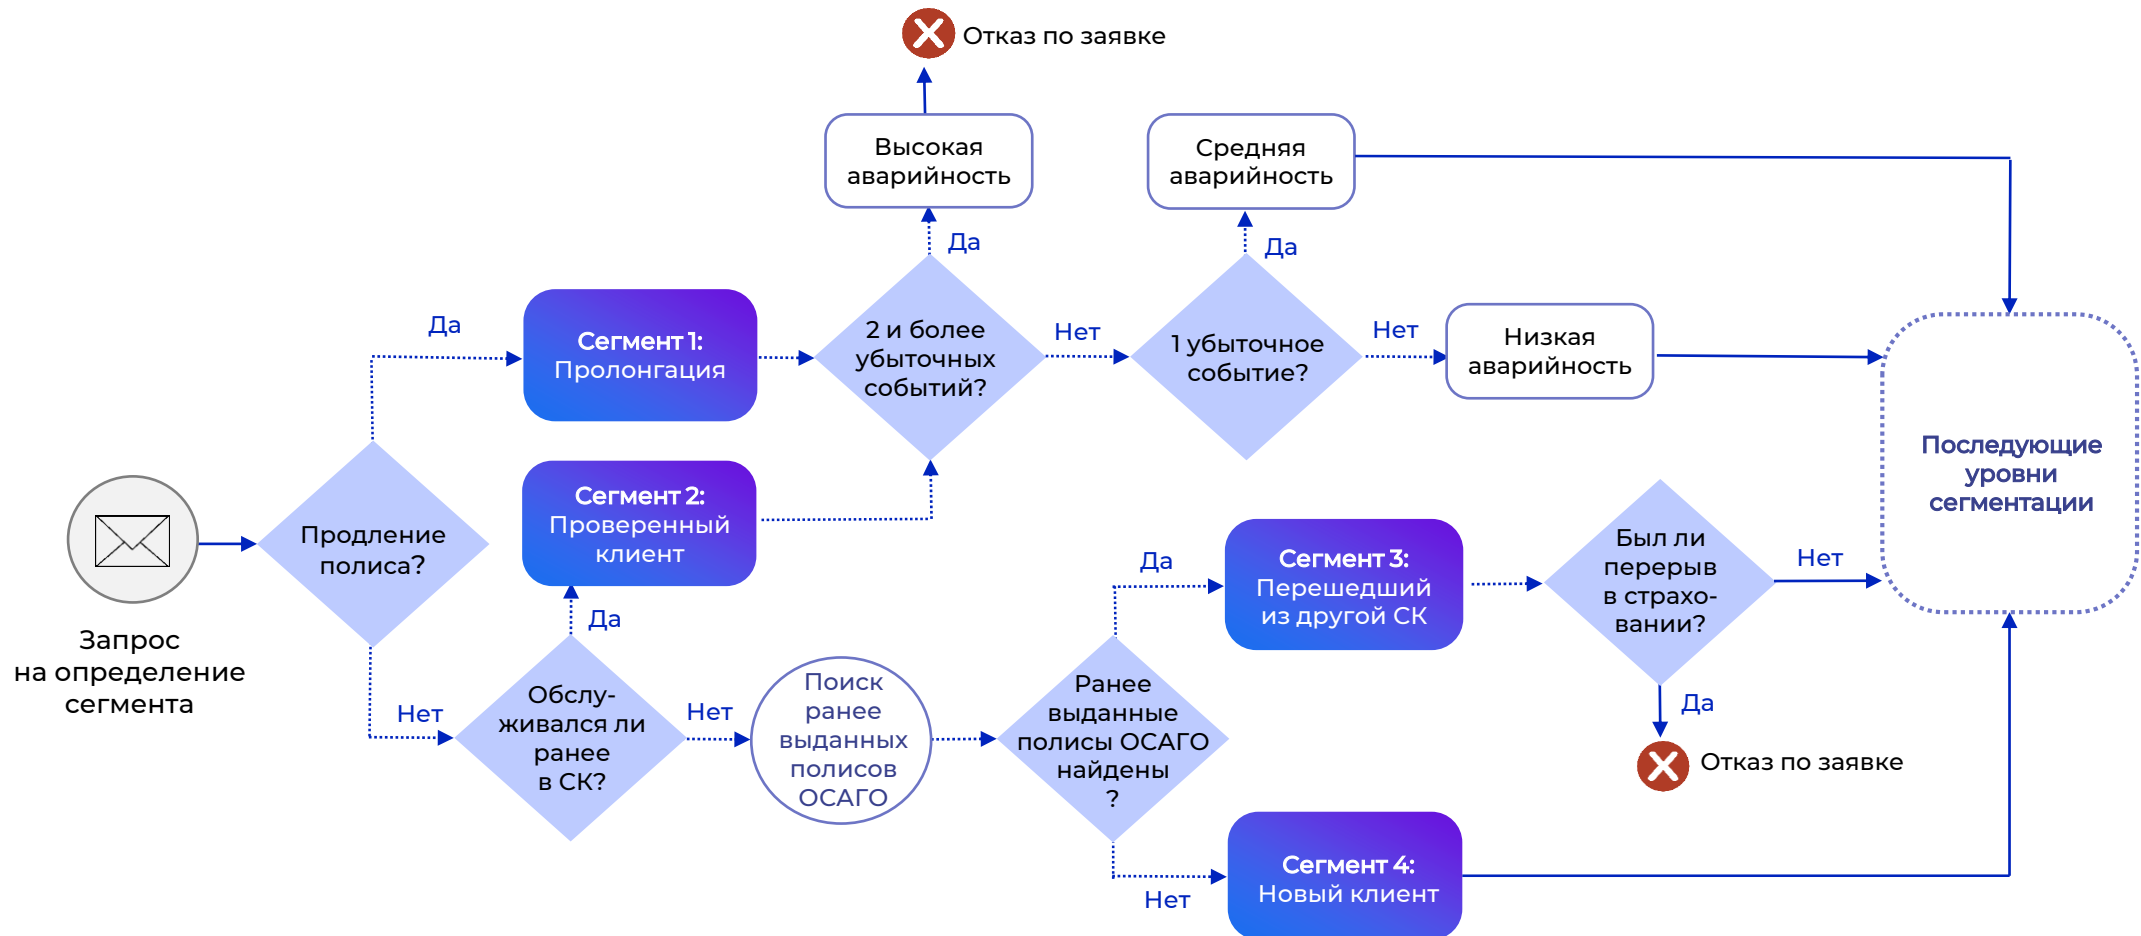 Отказ по заявке
Высокая
аварийность
Средняя
аварийность
Да
Да
Да
Сегмент 1:
Пролонгация
2 и более
убыточных
событий?
Нет
1 убыточное
событие?
Нет
Низкая
аварийность
Последующие
уровни
сегментации
Сегмент 2:
Проверенный
клиент
Продление
полиса?
Запрос
на определение
сегмента
Да
Нет
Обслу-
живался ли
ранее
в СК?
Нет
Поиск
ранее
выданных
полисов
ОСАГО
Ранее
выданные
полисы ОСАГО
найдены
?
Да
Сегмент 3:
Перешедший
из другой СК
Был ли
перерыв
в страхо-
вании?
Нет
Да
Отказ по заявке
Нет
Сегмент 4:
Новый клиент